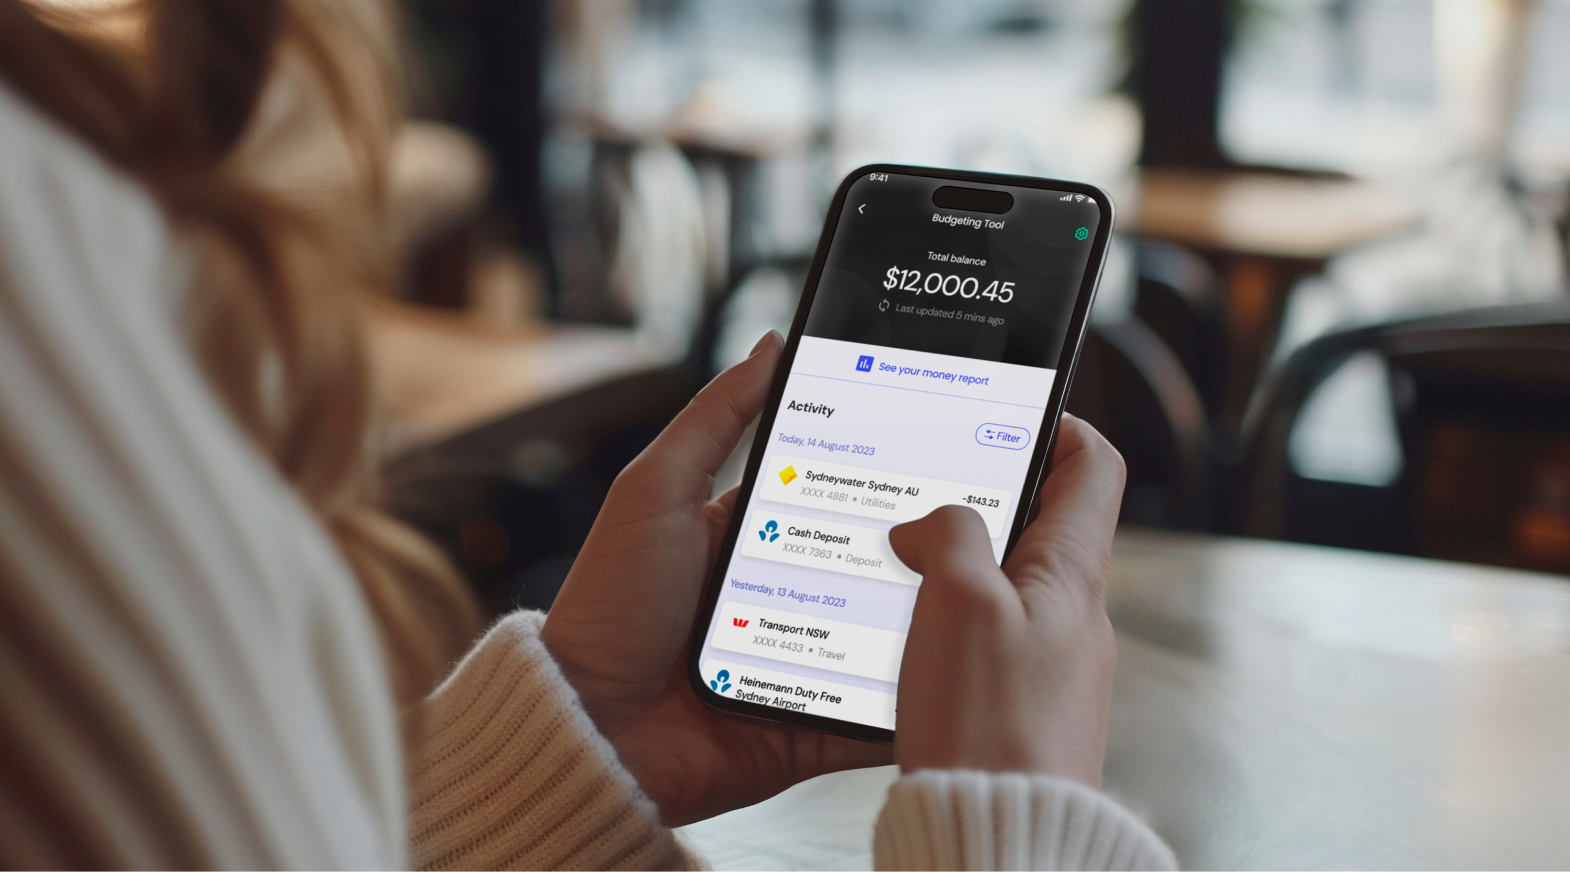 9:41
Budgeting Tool
Total balance
$12,000.45
Last updated 5 mins ago
See your money report
Activity
Filter
Today, 14 August 2023
Sydneywater Sydney AU
-$143.23
XXXX 4881 • Utilities
Cash Deposit
XXXX 7363 • Deposit
Yesterday, 13 August 2023
Transport NSW
XXXX 4433 • Travel
Heinemann Duty Free
Sydney Airport